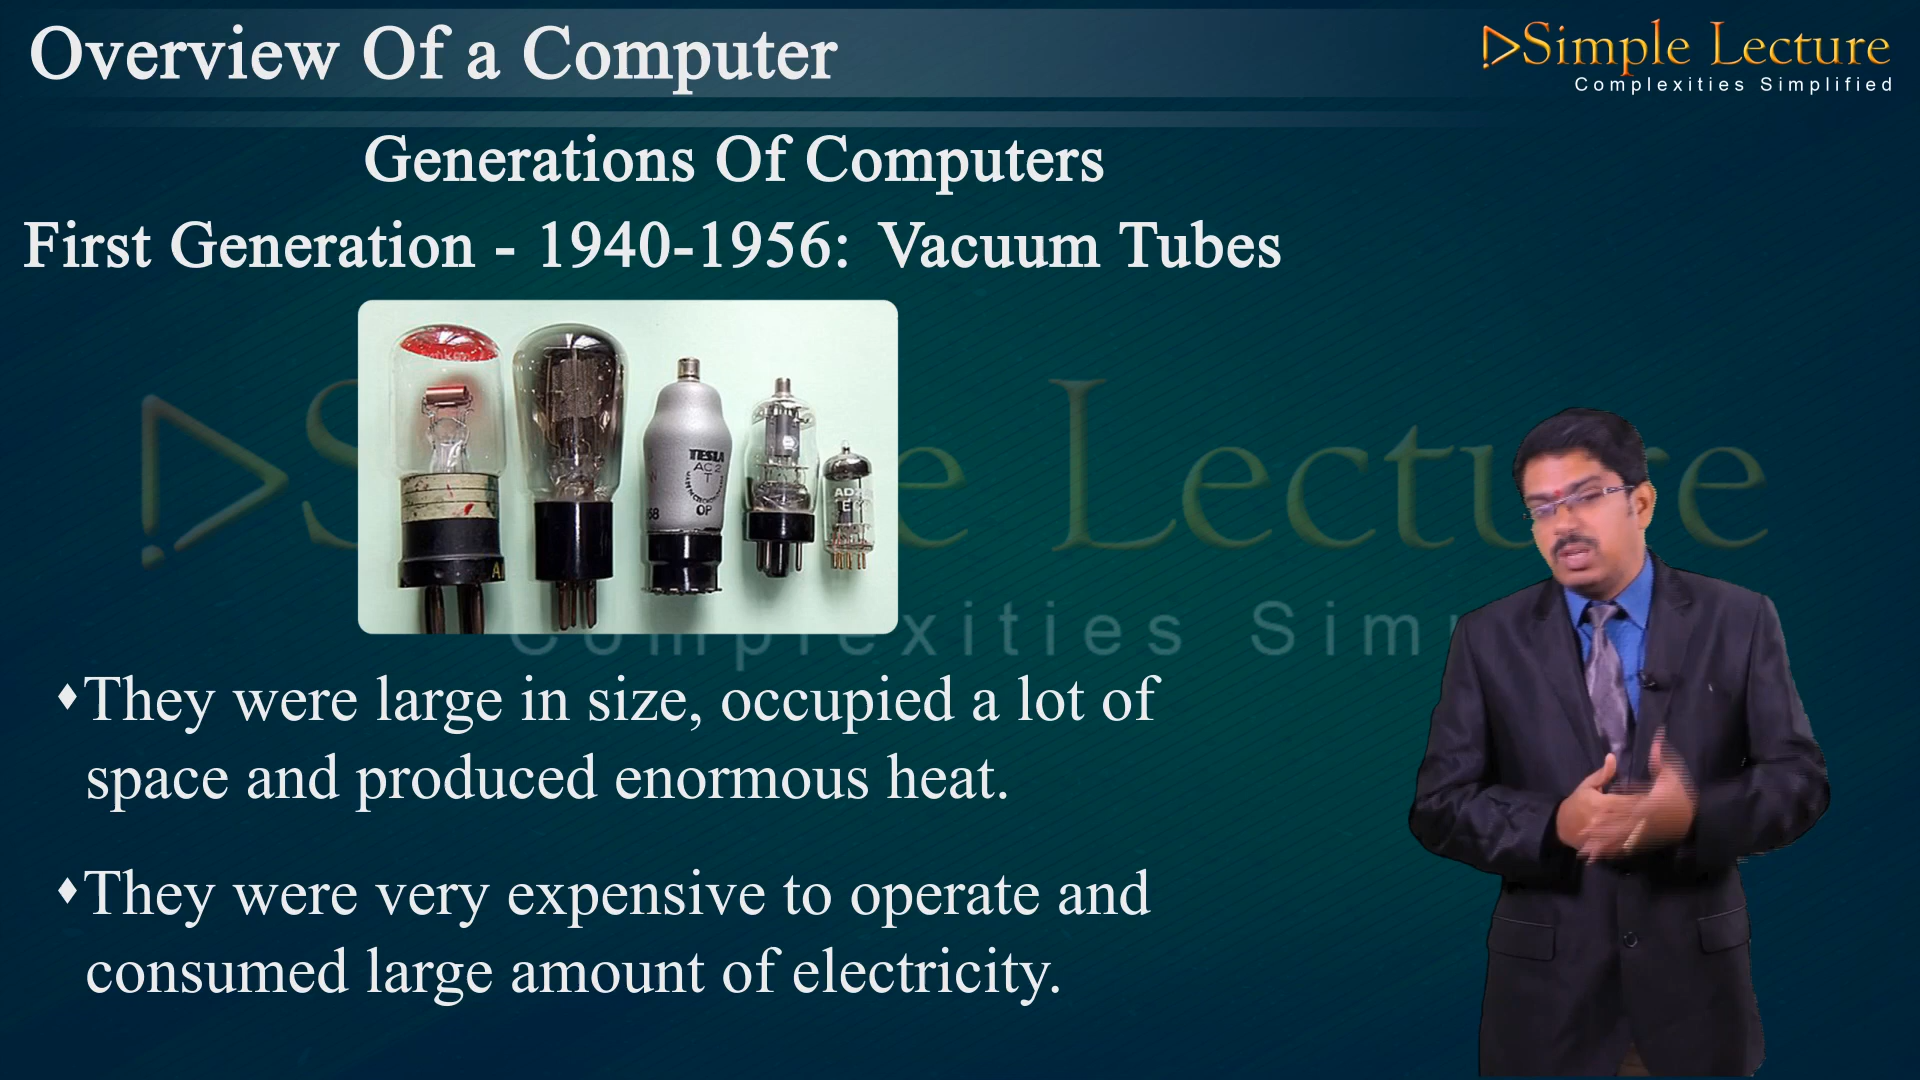 Overview Of a Computer
Simple Lecture
Complexities Simplified
Generations Of Computers
First Generation - 1940-1956: Vacuum Tubes
TESLA
AC2
T
OP
They were large in size, occupied a lot of
space and produced enormous heat.
They were very expensive to operate and
consumed large amount of electricity.